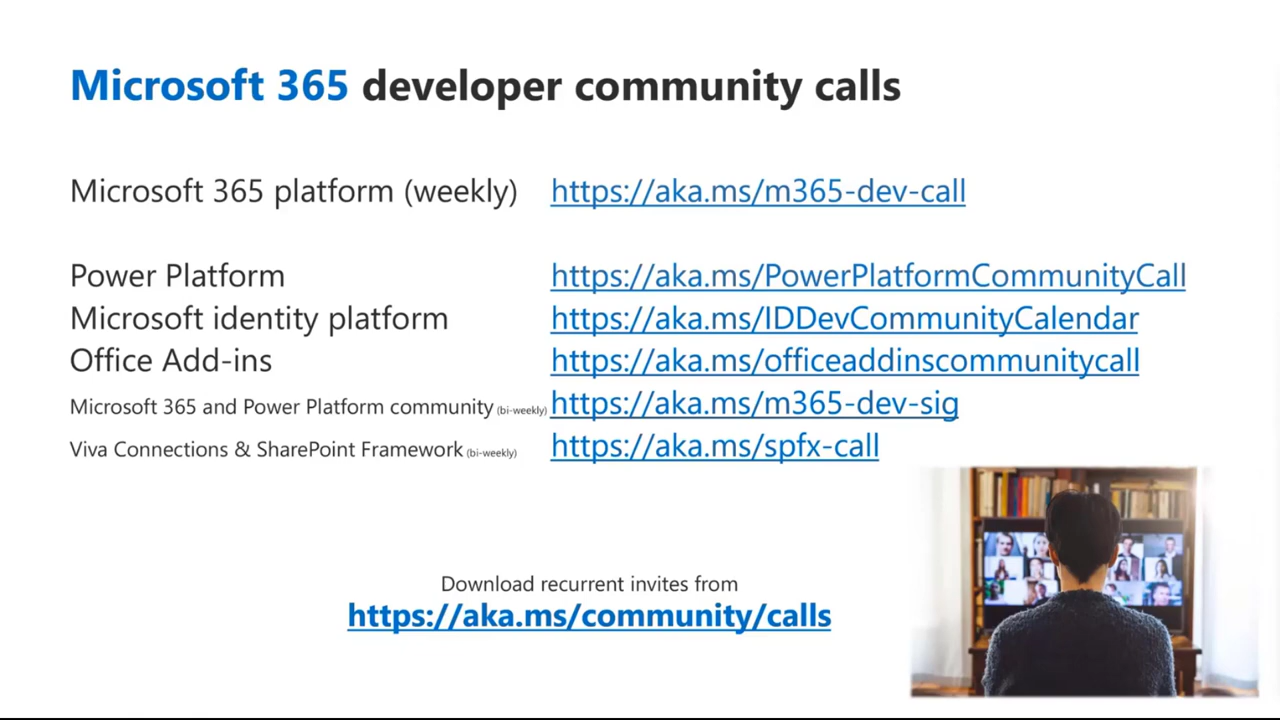 Microsoft 365 developer community calls
Microsoft 365 platform (weekly) https://aka.ms/m365-dev-call
Power Platform https://aka.ms/PowerPlatformCommunityCall
Microsoft identity platform https://aka.ms/IDDevCommunityCalendar
Office Add-ins https://aka.ms/officeaddinscommunitycall
Microsoft 365 and Power Platform community (bi-weekly) https://aka.ms/m365-dev-sig
Viva Connections & SharePoint Framework (bi-weekly) https://aka.ms/spfx-call
Download recurrent invites from
https://aka.ms/community/calls